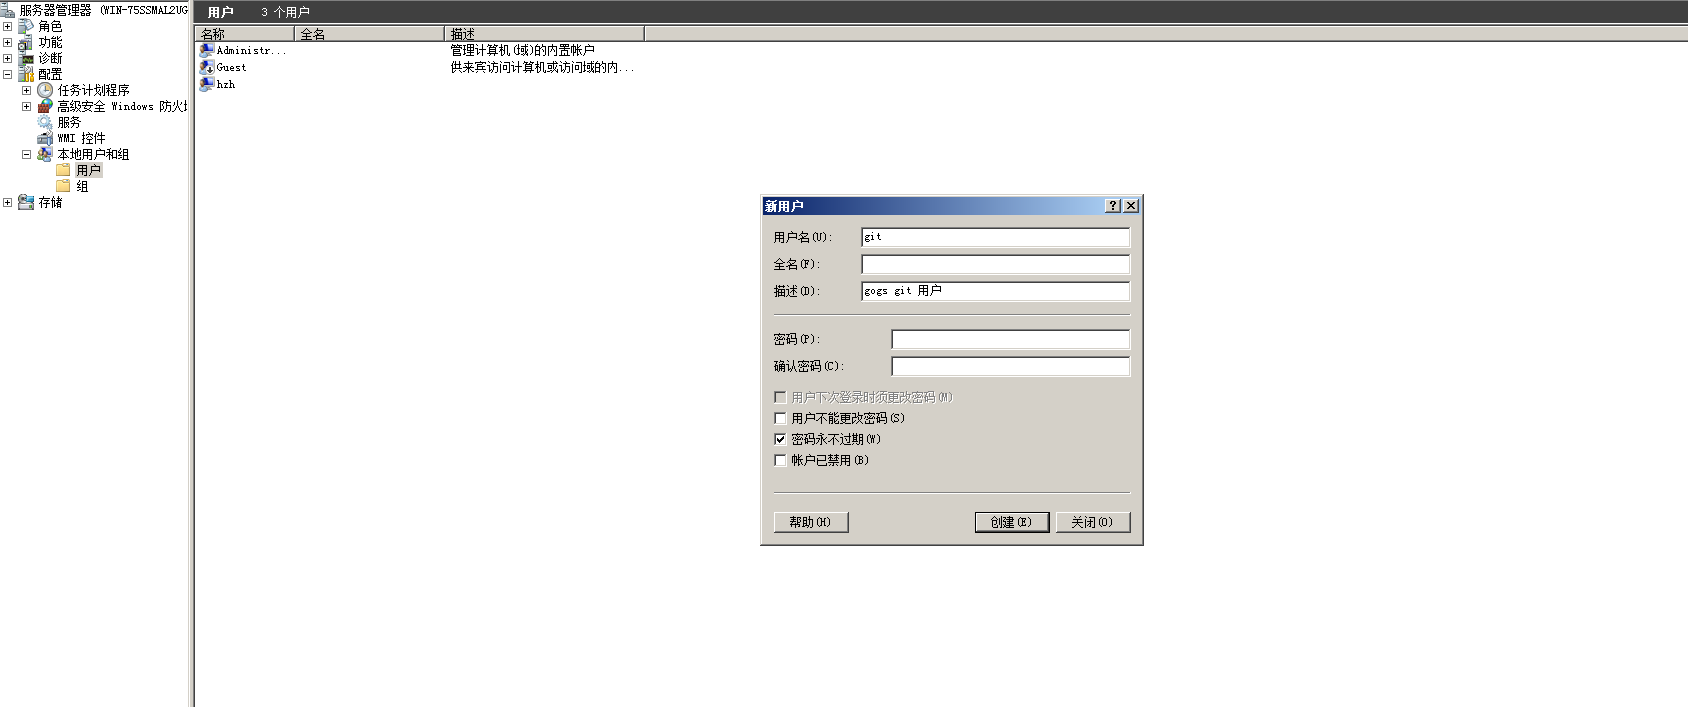 服务器管理器 (WIN-75SSMAL2UG
角色
功能
诊断
配置
任务计划程序
高级安全 Windows 防火
服务
WMI 控件
本地用户和组
用户
组
存储
用户 3 个用户
名称 全名 描述
Administr... 管理计算机(域)的内置帐户
Guest 供来宾访问计算机或访问域的内...
hzh
新用户
用户名(U): git
全名(F):
描述(D): gogs git 用户
密码(P):
确认密码(C):
用户下次登录时须更改密码(M)
用户不能更改密码(S)
密码永不过期(W)
帐户已禁用(B)
帮助(H) 创建(E) 关闭(O)